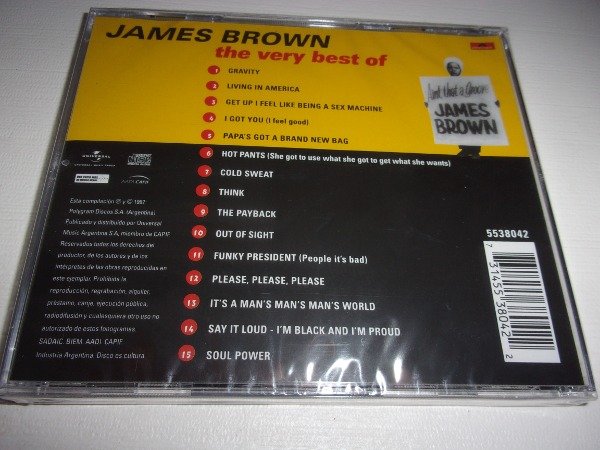 JAMES BROWN
the very best of
1 GRAVITY
2 LIVING IN AMERICA
3 GET UP I FEEL LIKE BEING A SEX MACHINE
4 I GOT YOU (I feel good)
5 PAPA'S GOT A BRAND NEW BAG
6 HOT PANTS (She got to use what she got to get what she wants)
7 COLD SWEAT
8 THINK
9 THE PAYBACK
10 OUT OF SIGHT
11 FUNKY PRESIDENT (People it's bad)
12 PLEASE, PLEASE, PLEASE
13 IT'S A MAN'S MAN'S MAN'S WORLD
14 SAY IT LOUD - I'M BLACK AND I'M PROUD
15 SOUL POWER
JAMES
BROWN
UNIVERSAL
Esta compilación ℗ y © 1997
Polygram Discos S.A. (Argentina)
Publicado y distribuido por Universal
Music Argentina S.A, miembro de CAPIF
Reservados todos los derechos del
productor, de los autores y de los
intérpretes de las obras reproducidas en
este ejemplar. Prohibida la
reproducción, regrabación, alquiler,
préstamo, canje, ejecución pública,
radiodifusión y cualquiera otro uso no
autorizado de estos fonogramas
SADAIC. BIEM. AADI. CAPIF
Industria Argentina. Disco es cultura.
5538042
7 31455 38042 2